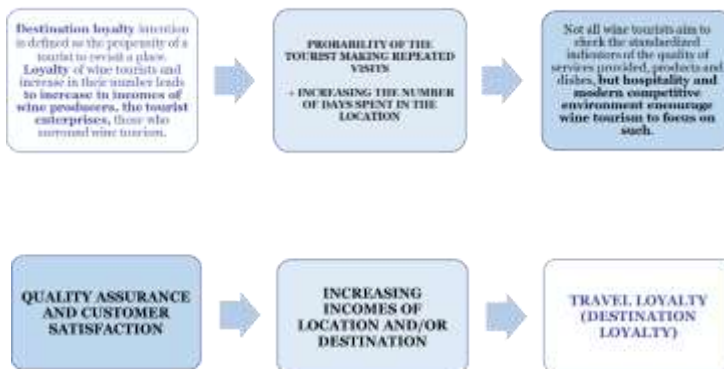 Destination loyalty intention
is defined as the propensity of a
tourist to revisit a place.
Loyalty of wine tourists and
increase in their number leads
to increase in incomes of
wine producers, the tourist
enterprises, those who
surround wine tourism.
PROBABILITY OF THE
TOURIST MAKING REPEATED
VISITS
+ INCREASING THE NUMBER
OF DAYS SPENT IN THE
LOCATION
Not all wine tourists aim to
check the standardized
indicators of the quality of
services provided, products and
dishes, but hospitality and
modern competitive
environment encourage
wine tourism to focus on
such.
QUALITY ASSURANCE
AND CUSTOMER
SATISFACTION
INCREASING
INCOMES OF
LOCATION AND/OR
DESTINATION
TRAVEL LOYALTY
(DESTINATION
LOYALTY)